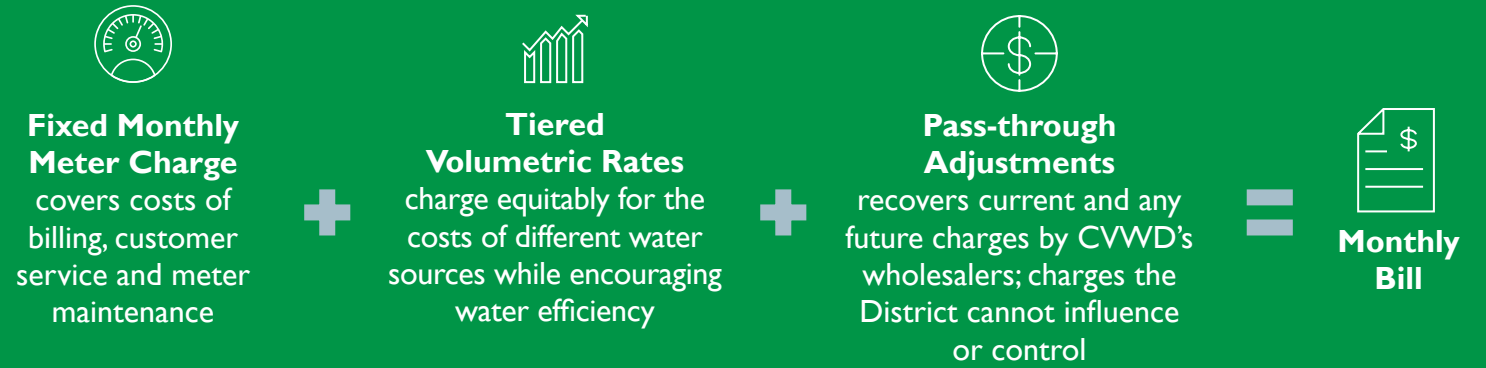 Fixed Monthly
Meter Charge
covers costs of
billing, customer
service and meter
maintenance
+
Tiered
Volumetric Rates
charge equitably for the
costs of different water
sources while encouraging
water efficiency
+
$
Pass-through
Adjustments
recovers current and any
future charges by CVWD’s
wholesalers; charges the
District cannot influence
or control
=
$
Monthly
Bill